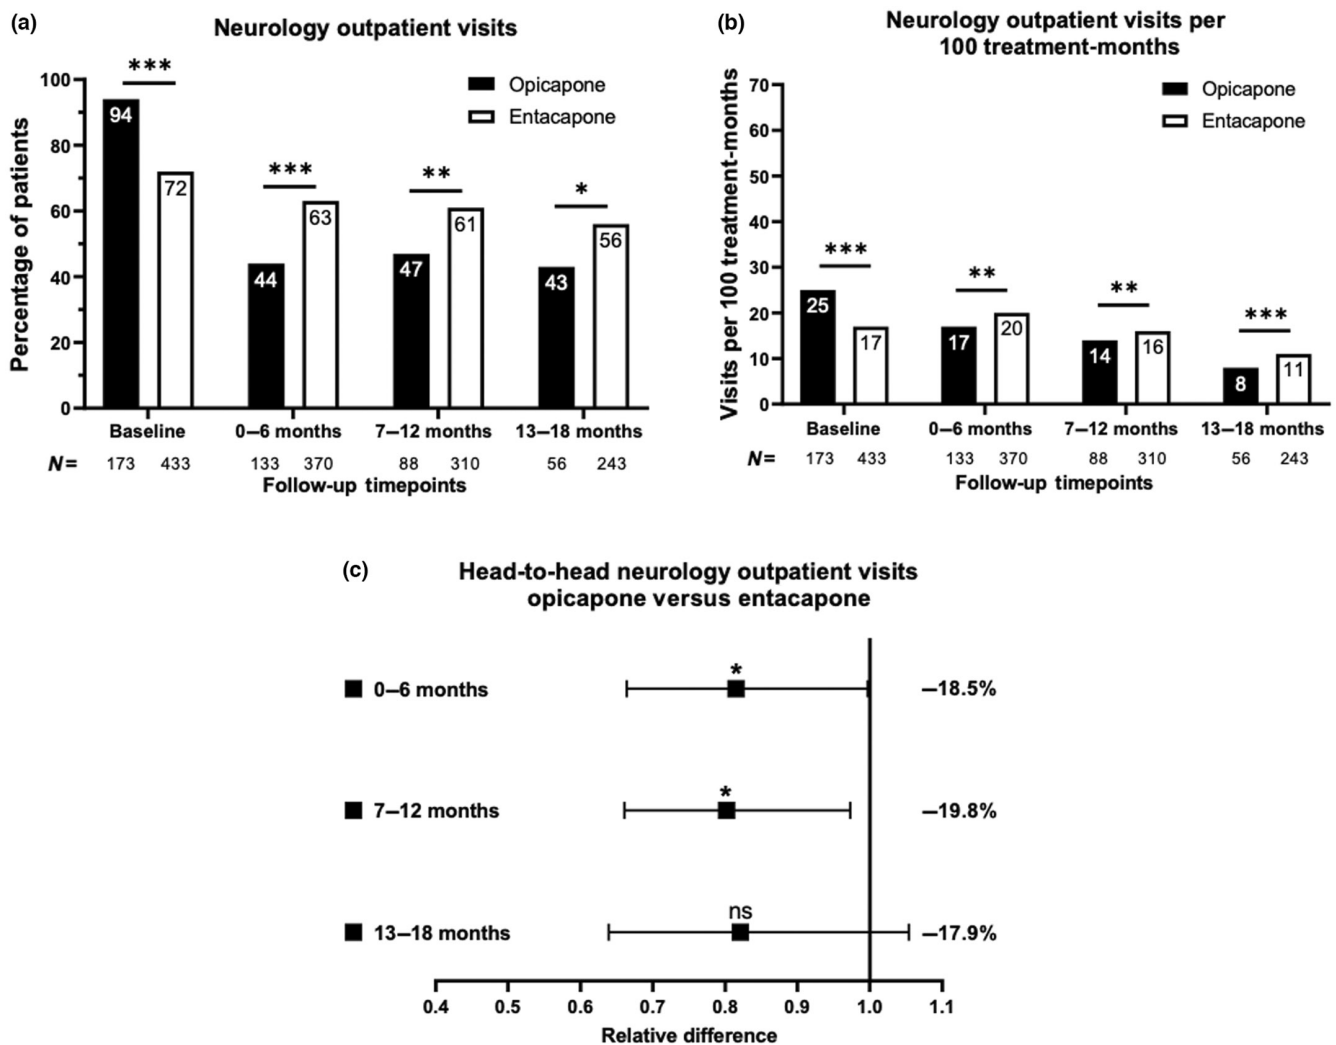 (a)
Neurology outpatient visits
Percentage of patients
100
80
60
40
20
0
Opicapone
Entacapone
***
94
72
***
44
63
**
47
61
*
43
56
Baseline
0–6 months
7–12 months
13–18 months
N= 173 433 133 370 88 310 56 243
Follow-up timepoints
(b)
Neurology outpatient visits per
100 treatment-months
Visits per 100 treatment-months
70
60
50
40
30
20
10
0
Opicapone
Entacapone
***
25
17
**
17
20
**
14
16
***
8
11
Baseline
0–6 months
7–12 months
13–18 months
N= 173 433 133 370 88 310 56 243
Follow-up timepoints
(c)
Head-to-head neurology outpatient visits
opicapone versus entacapone
*
0–6 months –18.5%
*
7–12 months –19.8%
ns
13–18 months –17.9%
0.4 0.5 0.6 0.7 0.8 0.9 1.0 1.1
Relative difference